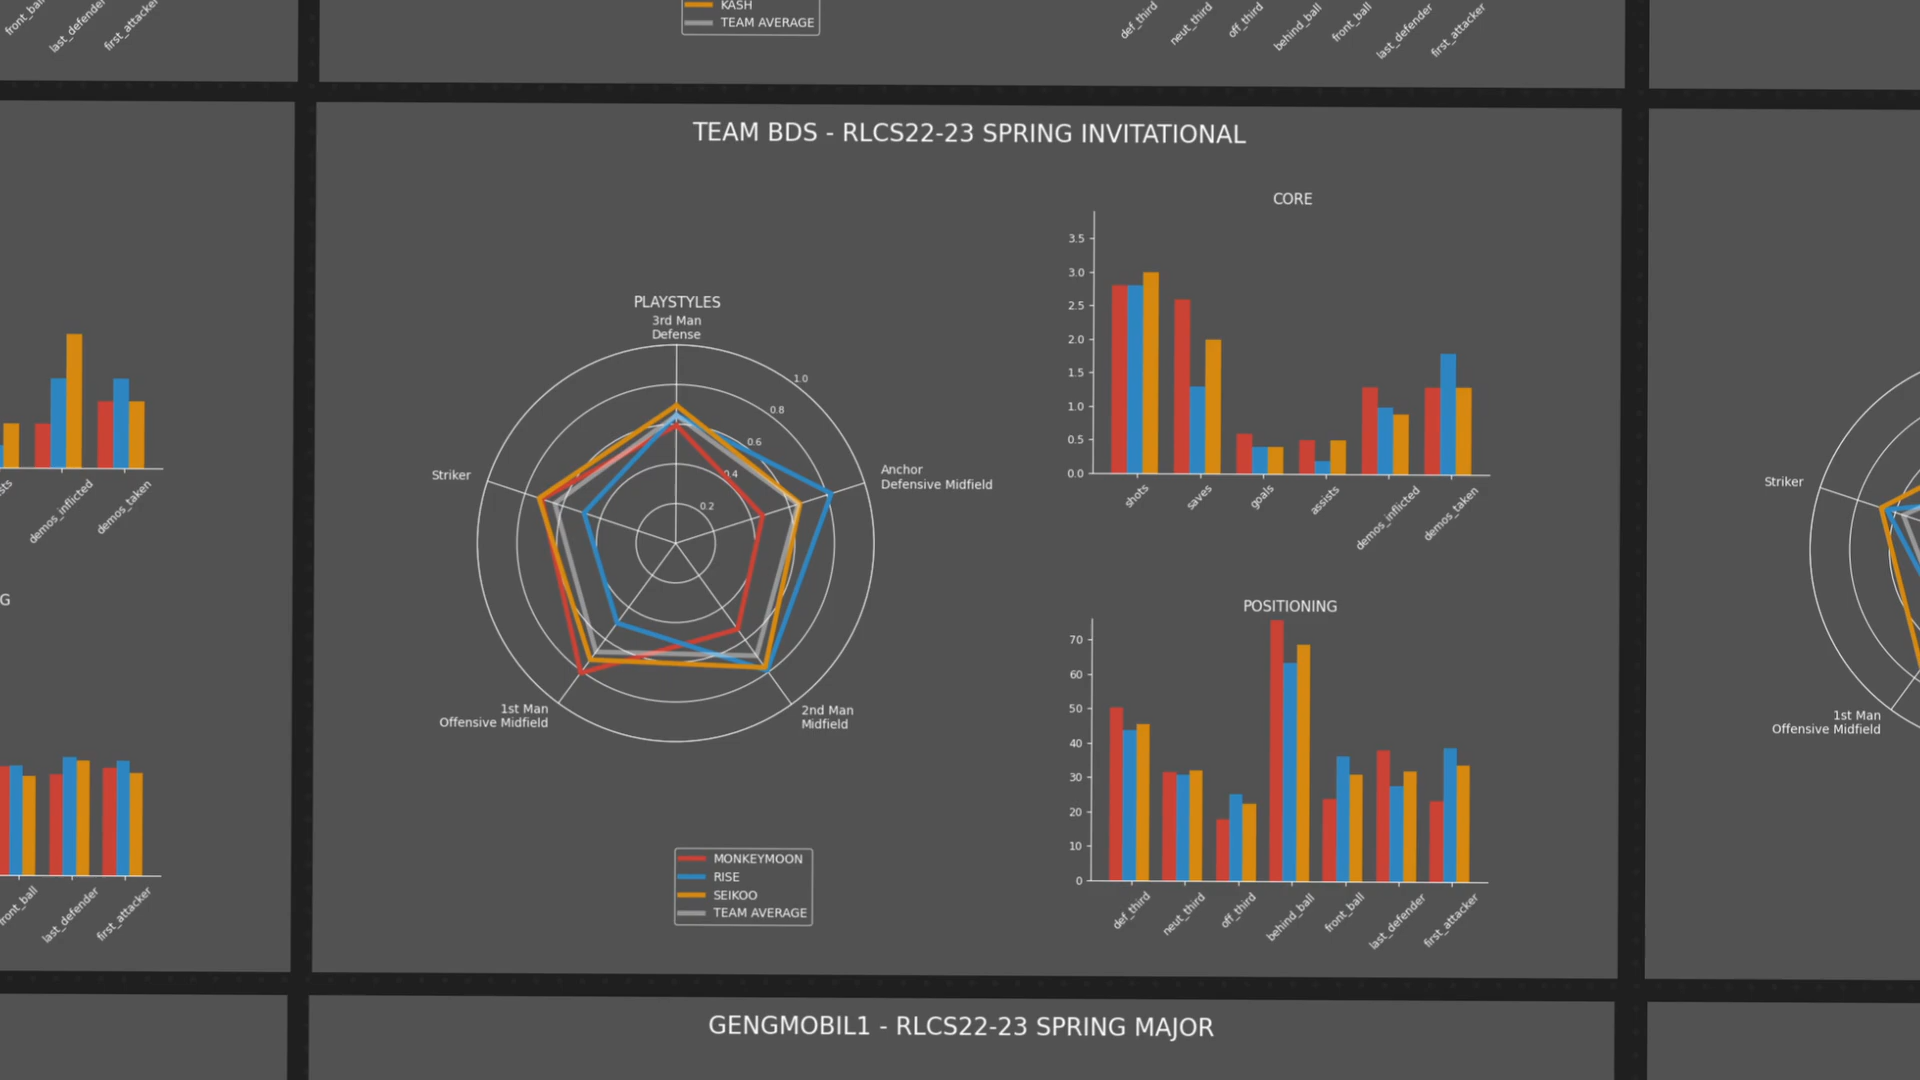 front_ball
last_defender
first_attacker
KASH
TEAM AVERAGE
def_third
neut_third
off_third
behind_ball
front_ball
last_defender
first_attacker
TEAM BDS - RLCS22-23 SPRING INVITATIONAL
CORE
3.5
3.0
2.5
2.0
1.5
1.0
0.5
0.0
shots
saves
goals
assists
demos_inflicted
demos_taken
PLAYSTYLES
3rd Man
Defense
1.0
0.8
0.6
0.4
0.2
Striker
Anchor
Defensive Midfield
1st Man
Offensive Midfield
2nd Man
Midfield
demos_inflicted
demos_taken
POSITIONING
70
60
50
40
30
20
10
0
def_third
neut_third
off_third
behind_ball
front_ball
last_defender
first_attacker
MONKEYMOON
RISE
SEIKOO
TEAM AVERAGE
front_ball
last_defender
first_attacker
Striker
1st Man
Offensive Midfield
GENGMOBIL1 - RLCS22-23 SPRING MAJOR